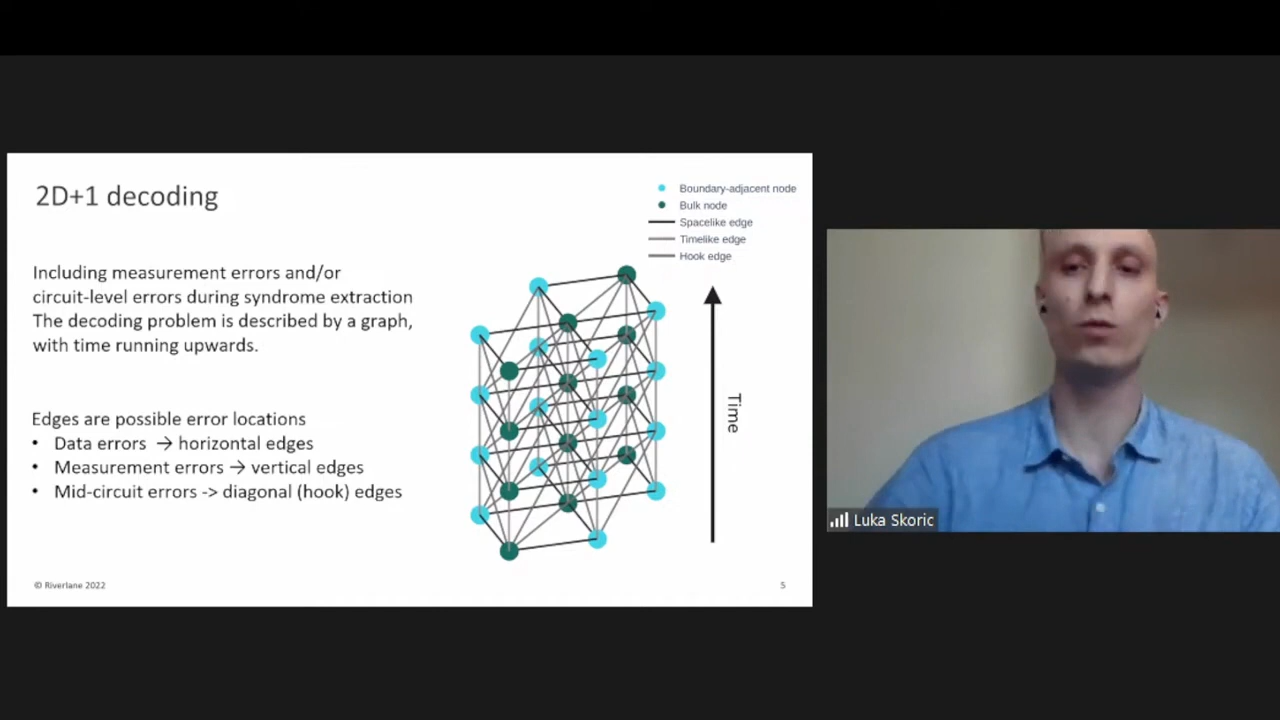 2D+1 decoding
Including measurement errors and/or
circuit-level errors during syndrome extraction
The decoding problem is described by a graph,
with time running upwards.
Edges are possible error locations
• Data errors → horizontal edges
• Measurement errors → vertical edges
• Mid-circuit errors -> diagonal (hook) edges
Boundary-adjacent node
Bulk node
Spacelike edge
Timelike edge
Hook edge
Time
© Riverlane 2022
5
Luka Skoric